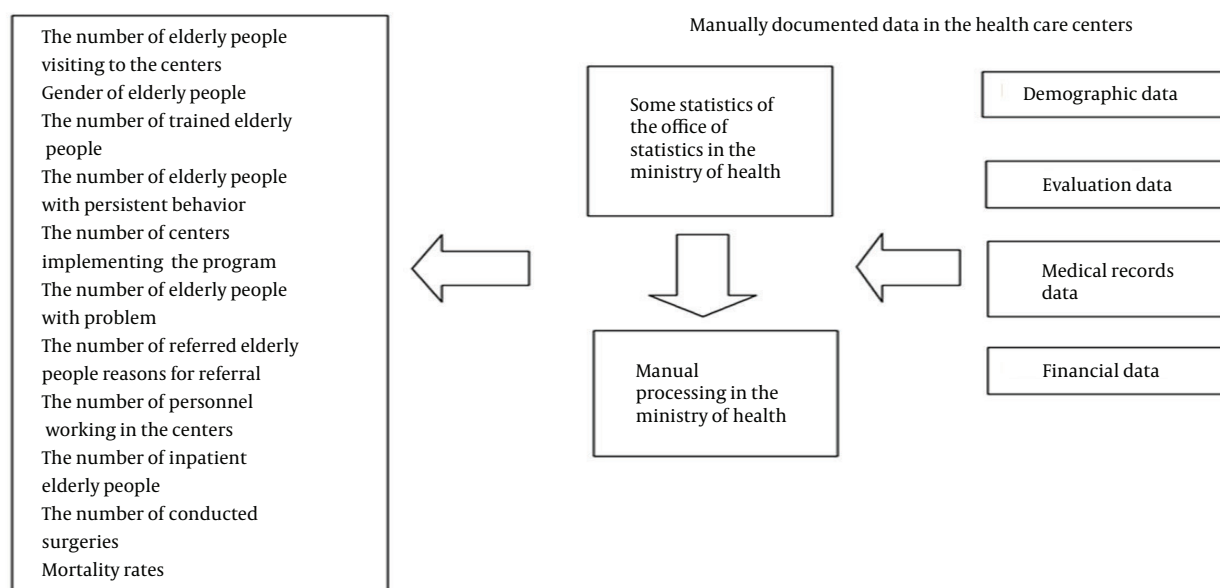 The number of elderly people
visiting to the centers
Gender of elderly people
The number of trained elderly
people
The number of elderly people
with persistent behavior
The number of centers
implementing the program
The number of elderly people
with problem
The number of referred elderly
people reasons for referral
The number of personnel
working in the centers
The number of inpatient
elderly people
The number of conducted
surgeries
Mortality rates
Manually documented data in the health care centers
Some statistics of
the office of
statistics in the
ministry of health
Manual
processing in the
ministry of health
Demographic data
Evaluation data
Medical records
data
Financial data